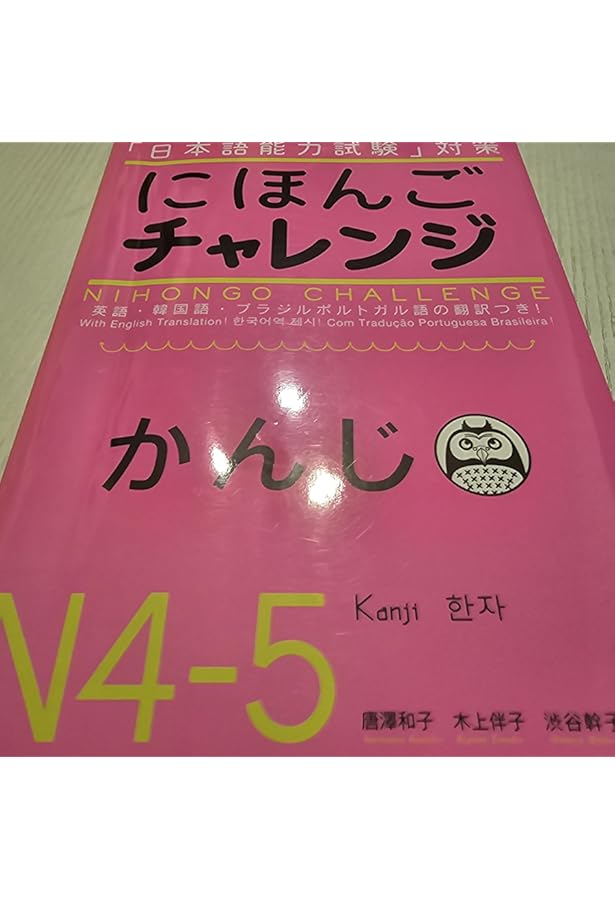 「日本語能力試験」対策
にほんご
チャレンジ
NIHONGO CHALLENGE
英語・韓国語・ブラジルポルトガル語の翻訳つき!
With English Translation! 한국어역 제시! Com Tradução Portuguesa Brasileira!
かんじ
Kanji 한자
4-5
唐澤和子 木上伴子 渋谷幹子